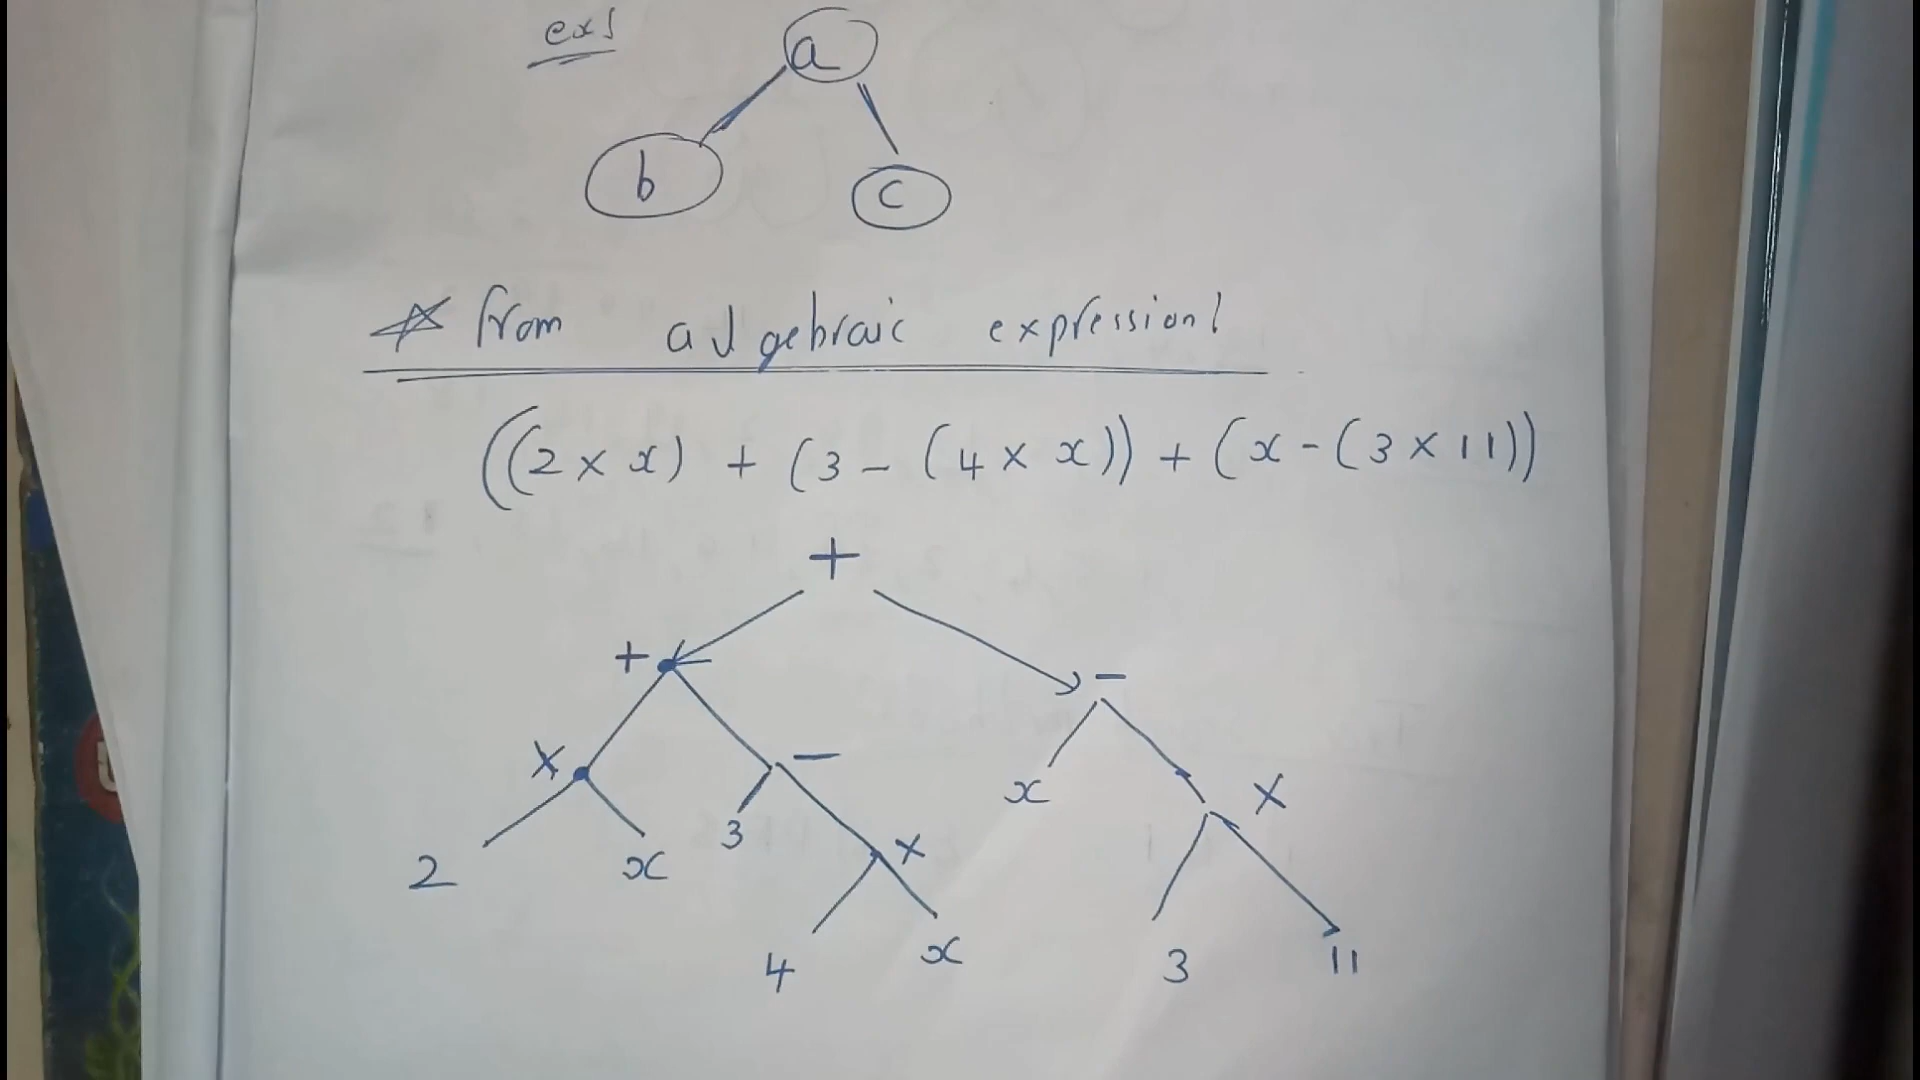 ex:
a
b
c
☆ from algebraic expression:
((2 × x) + (3 - (4 × x)) + (x - (3 × 11))
+
+ -
× - x ×
2 x 3 ×
4 x 3 11